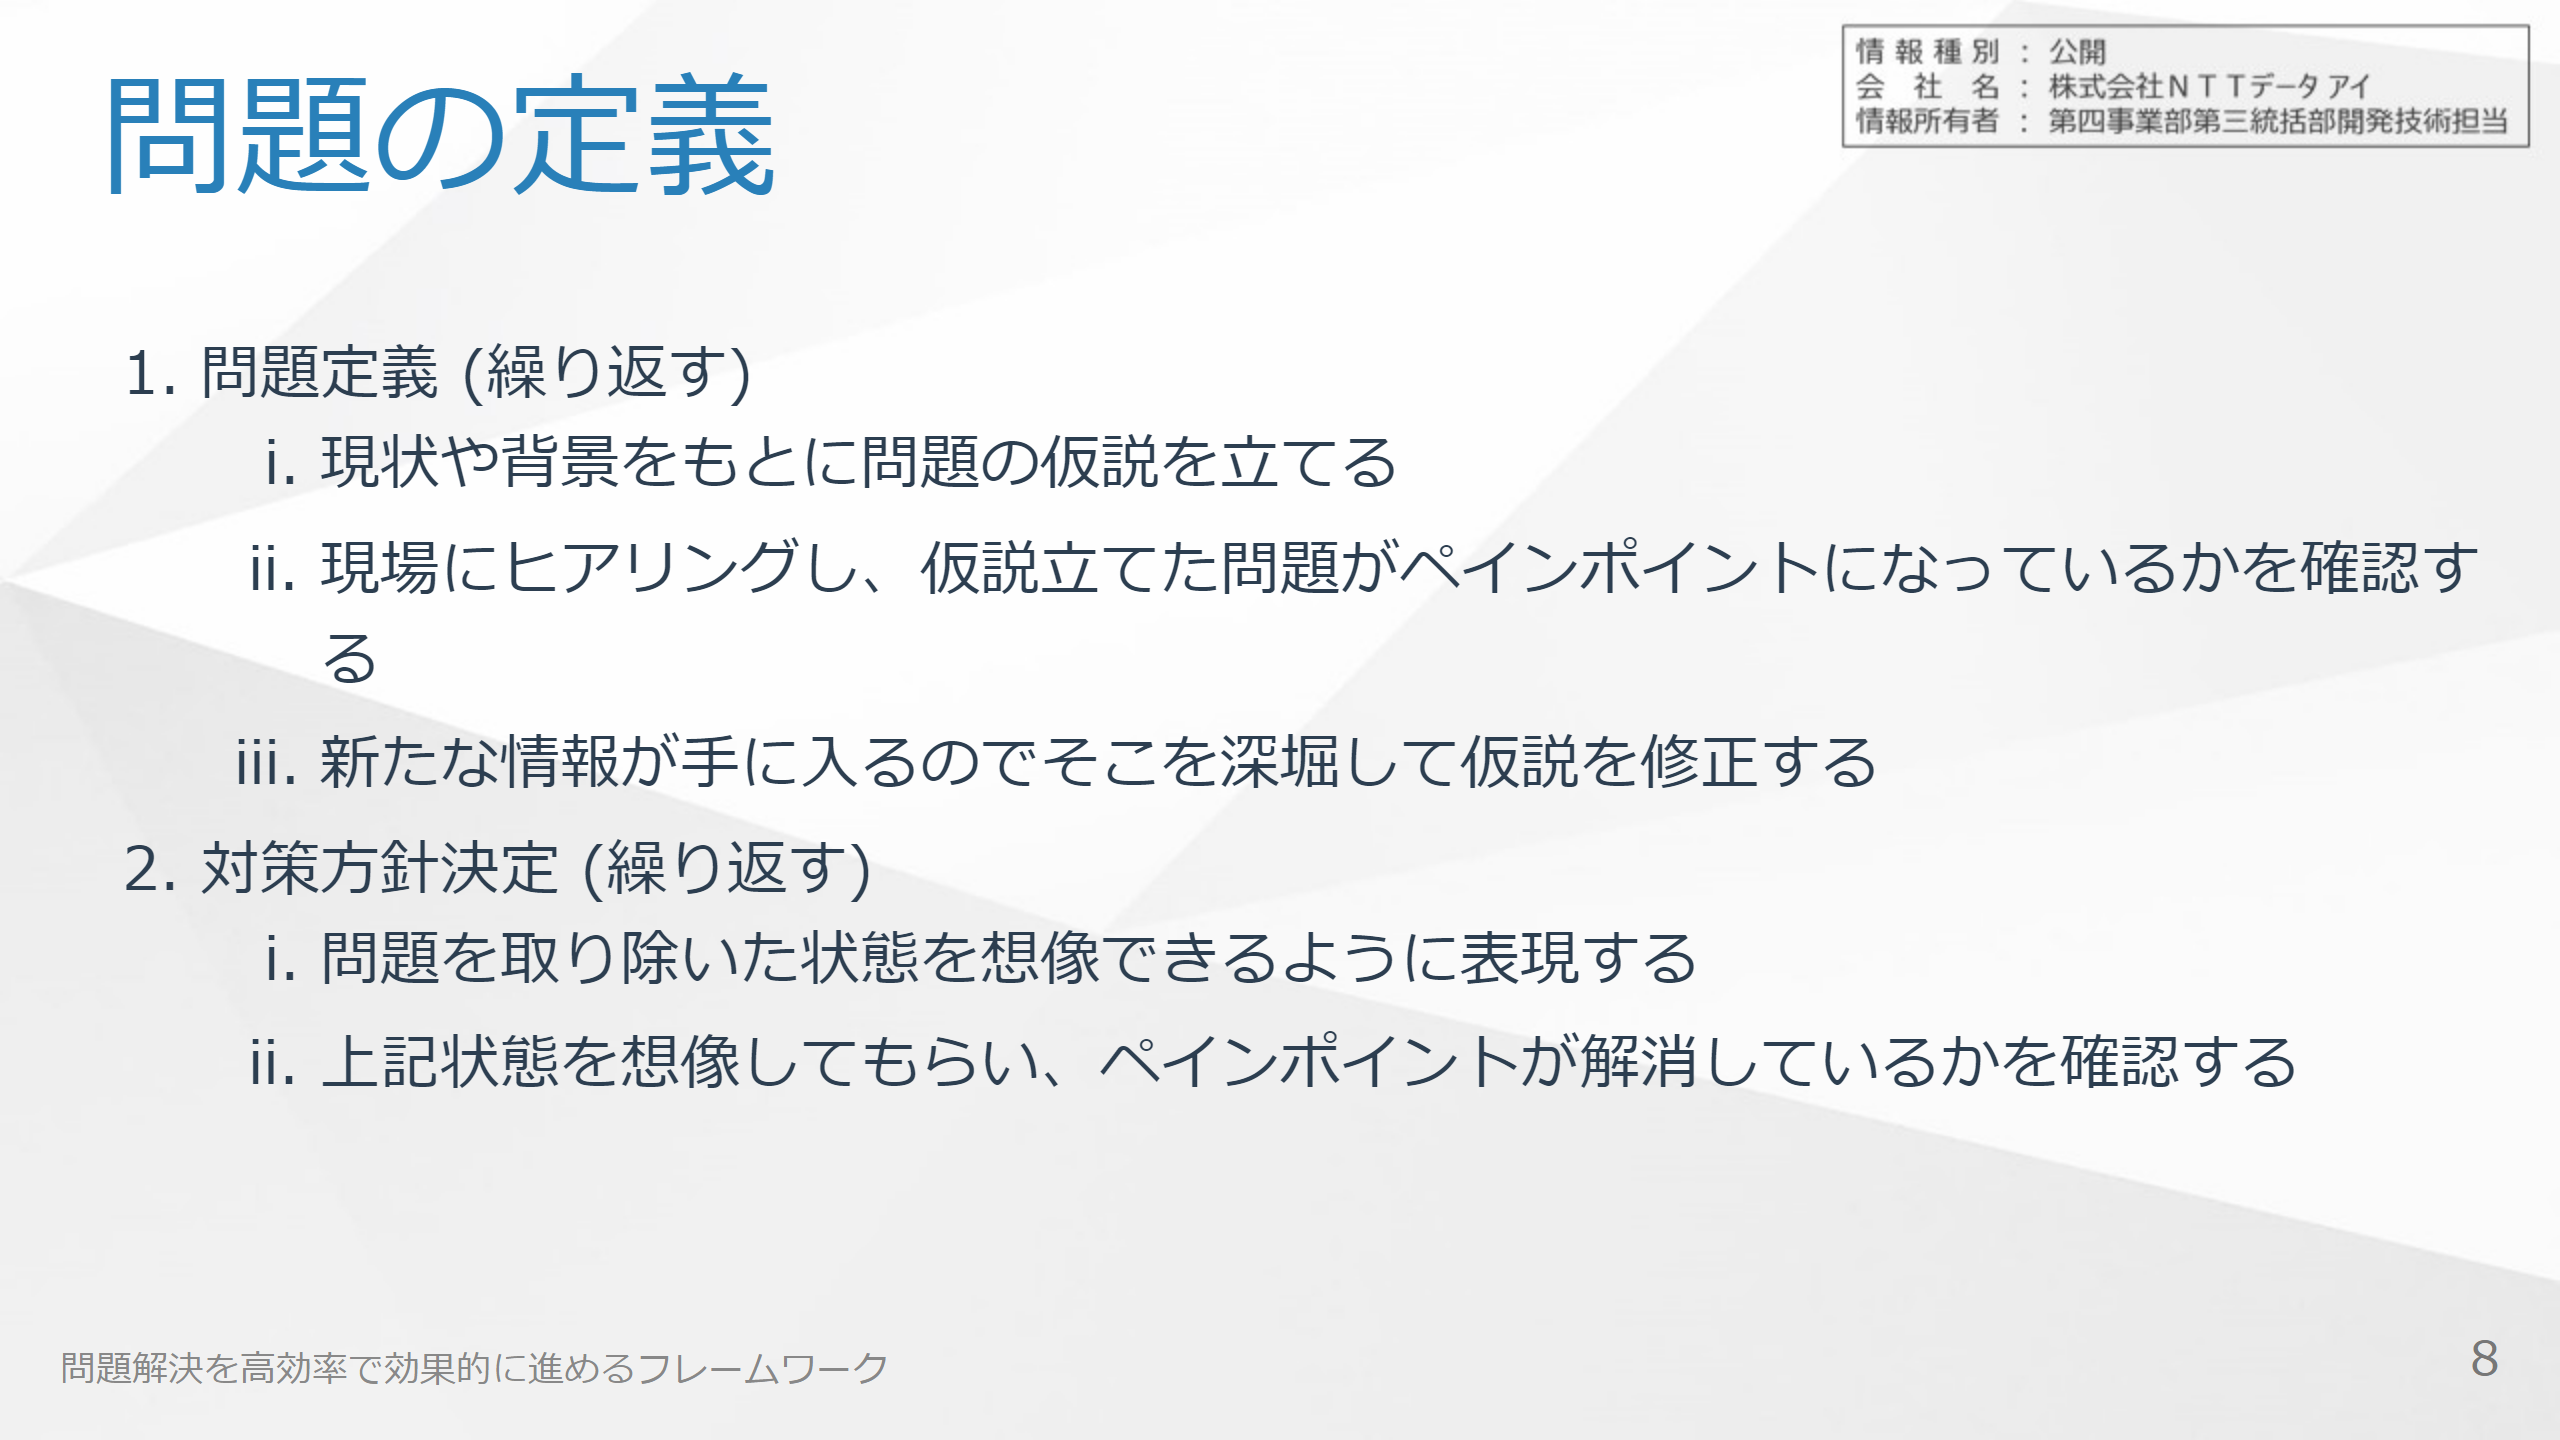 問題の定義
情報種別 : 公開
会社名 : 株式会社NTTデータ アイ
情報所有者 : 第四事業部第三統括部開発技術担当
1. 問題定義 (繰り返す)
i. 現状や背景をもとに問題の仮説を立てる
ii. 現場にヒアリングし、仮説立てた問題がペインポイントになっているかを確認す
る
iii. 新たな情報が手に入るのでそこを深堀して仮説を修正する
2. 対策方針決定 (繰り返す)
i. 問題を取り除いた状態を想像できるように表現する
ii. 上記状態を想像してもらい、ペインポイントが解消しているかを確認する
問題解決を高効率で効果的に進めるフレームワーク
8